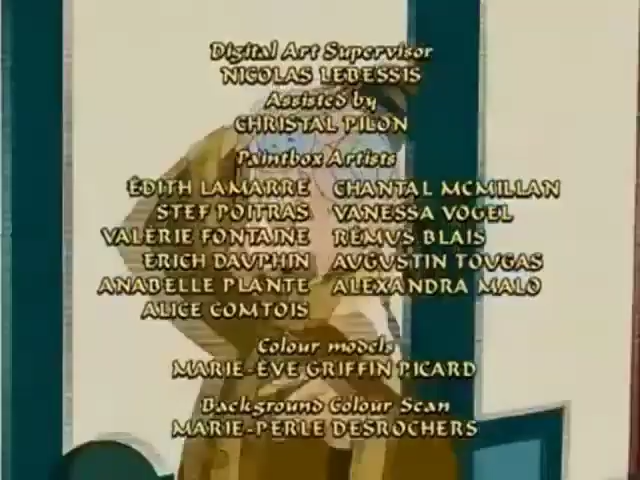 Digital Art Supervisor
NICOLAS LEBESSIS
Assisted by
CHRISTAL PILON
Paintbox Artists
ÉDITH LAMARRE CHANTAL MCMILLAN
STEF POITRAS VANESSA VOGEL
VALÉRIE FONTAINE RÉMUS BLAIS
ERICH DAUPHIN AUGUSTIN TOUGAS
ANABELLE PLANTE ALEXANDRA MALO
ALICE COMTOIS
Colour models
MARIE-ÈVE GRIFFIN PICARD
Background Colour Scan
MARIE-PERLE DESROCHERS